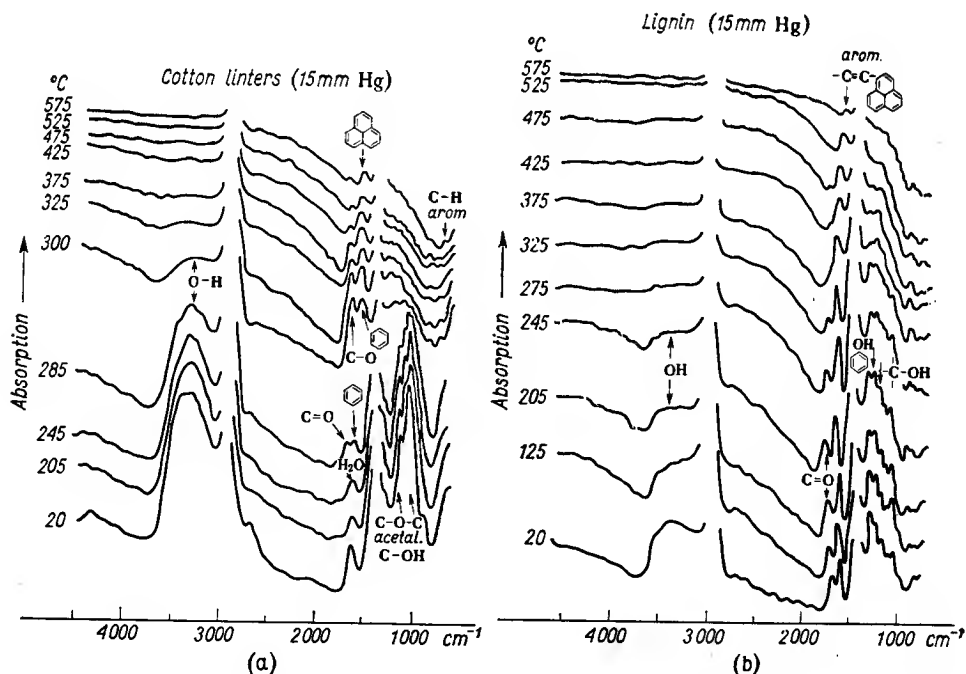 Cotton linters (15mm Hg)
°C
575
525
475
425
375
325
300
285
245
205
20
Absorption
O-H
C-H
arom
C-O
C=O
H₂O
C-O-C
acetal.
C-OH
4000 3000 2000 1000 cm⁻¹
(a)
Lignin (15mm Hg)
°C
575
525
475
425
375
325
275
245
205
125
20
Absorption
arom.
-C=C-
OH
OH
-C-OH
C=O
4000 3000 2000 1000 cm⁻¹
(b)